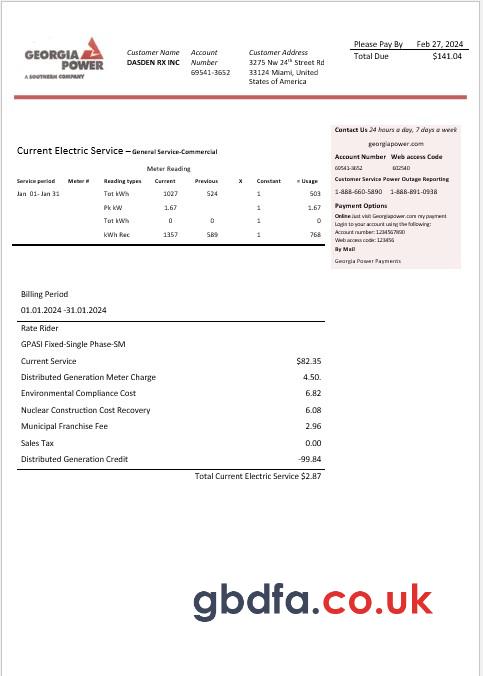 GEORGIA
POWER
A SOUTHERN COMPANY
Customer Name
DASDEN RX INC
Account
Number
69541-3652
Customer Address
3275 Nw 24th Street Rd
33124 Miami, United
States of America
Please Pay By Feb 27, 2024
Total Due $141.04
Current Electric Service – General Service-Commercial
Meter Reading
Service period Meter # Reading types Current Previous X Constant = Usage
Jan 01- Jan 31 Tot kWh 1027 524 1 503
Pk kW 1.67 1 1.67
Tot kWh 0 0 1 0
kWh Rec 1357 589 1 768
Contact Us 24 hours a day, 7 days a week
georgiapower.com
Account Number Web access Code
69541-3652 602540
Customer Service Power Outage Reporting
1-888-660-5890 1-888-891-0938
Payment Options
Online Just visit Georgiapower.com my payment
Login to your account using the following:
Account number: 1234567890
Web access code: 123456
By Mail
Georgia Power Payments
Billing Period
01.01.2024 -31.01.2024
Rate Rider
GPASI Fixed-Single Phase-SM
Current Service $82.35
Distributed Generation Meter Charge 4.50.
Environmental Compliance Cost 6.82
Nuclear Construction Cost Recovery 6.08
Municipal Franchise Fee 2.96
Sales Tax 0.00
Distributed Generation Credit -99.84
Total Current Electric Service $2.87
gbdfa.co.uk